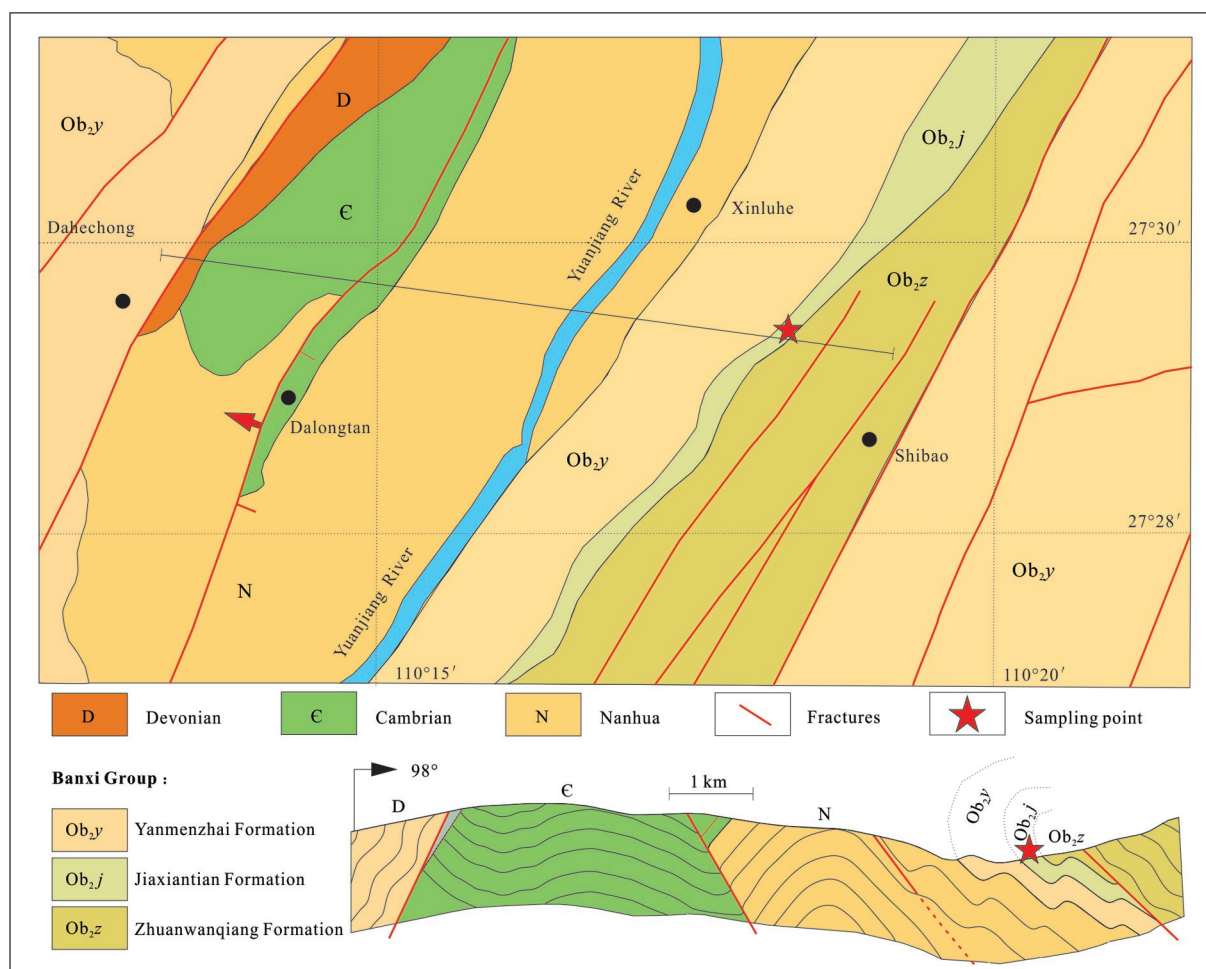 D
Ob₂y
Ob₂j
Є
Dahechong
Yuanjiang River
Xinluhe
27°30′
Ob₂z
Dalongtan
Ob₂y
Shibao
27°28′
Ob₂y
N
Yuanjiang River
110°15′
110°20′
D Devonian
Є Cambrian
N Nanhua
Fractures
Sampling point
Banxi Group :
Ob₂y Yanmenzhai Formation
Ob₂j Jiaxiantian Formation
Ob₂z Zhuanwanqiang Formation
98°
1 km
D
Є
N
Ob₂y
Ob₂j
Ob₂z